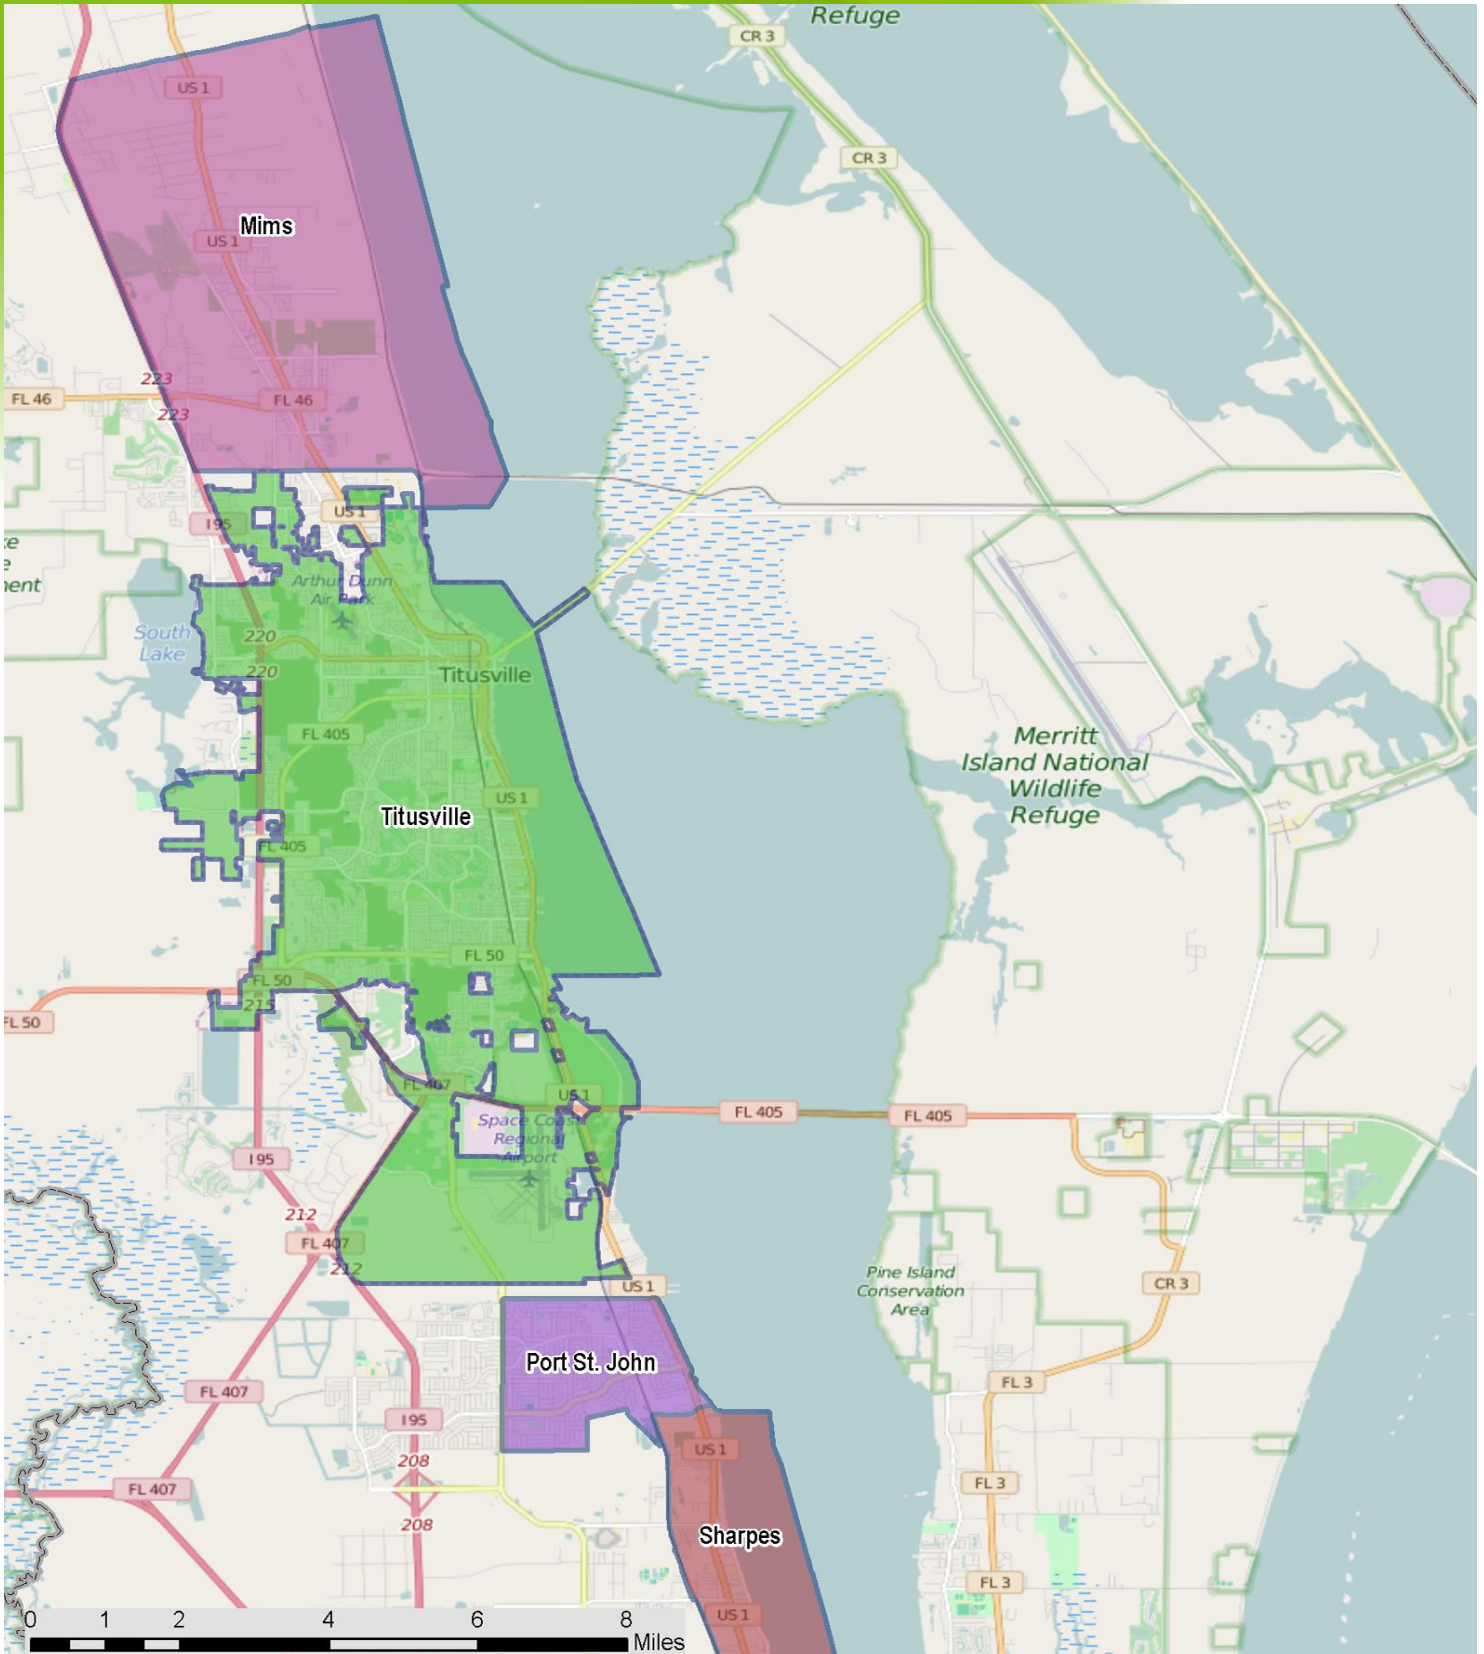 Refuge
CR 3
US 1
CR 3
Mims
US 1
223
FL 46
FL 46
223
US 1
I 95
Arthur Dunn
Air Park
South
Lake
220
220
Titusville
FL 405
Merritt
Island National
Wildlife
Refuge
US 1
Titusville
FL 405
FL 50
FL 50
215
FL 50
FL 407
US 1
FL 405
FL 405
Space Coast
Regional
Airport
I 95
212
FL 407
212
US 1
Pine Island
Conservation
Area
CR 3
Port St. John
FL 3
FL 407
I 95
US 1
208
FL 407
FL 3
208
Sharpes
FL 3
US 1
0 1 2 4 6 8
Miles